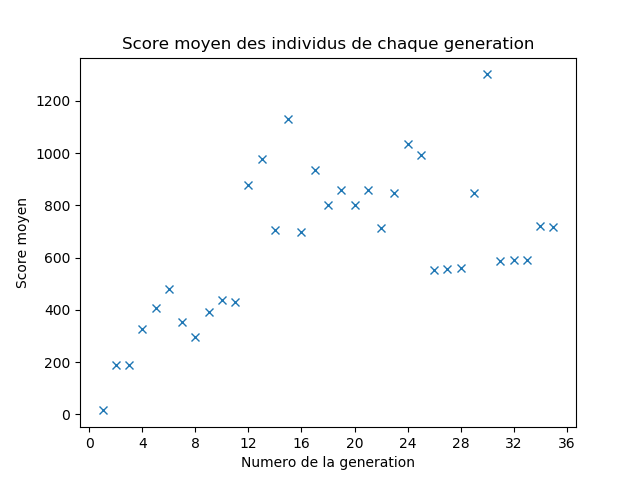 Score moyen des individus de chaque generation
Score moyen
1200
1000
800
600
400
200
0
0 4 8 12 16 20 24 28 32 36
Numero de la generation